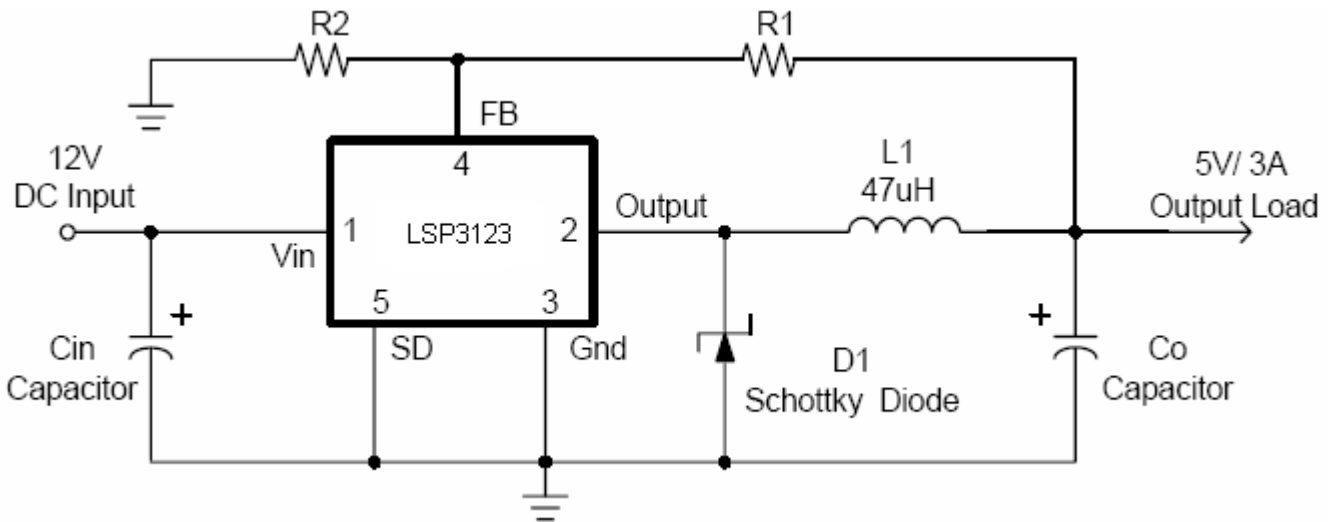 R2
R1
FB
12V
DC Input
4
L1
47uH
5V/ 3A
Output Load
Output
1
LSP3123
2
Vin
5
3
+
+
SD
Gnd
Cin
Capacitor
D1
Schottky Diode
Co
Capacitor